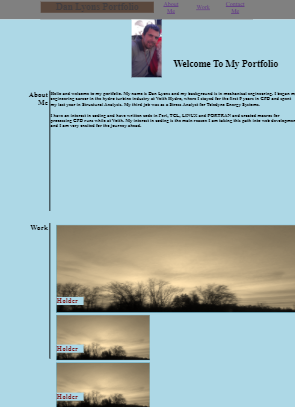 Dan Lyons Portfolio
About
Me
Work
Contact
Me
Welcome To My Portfolio
About
Me
Hello and welcome to my portfolio. My name is Dan Lyons and my background is in mechanical engineering. I began my
engineering career in the hydro turbine industry at Voith Hydro, where I stayed for the first 9 years in CFD and spent
my last year in Structural Analysis. My third job was as a Stress Analyst for Teledyne Energy Systems.
I have an interest in coding and have written code in Perl, TCL, LINUX and FORTRAN and created macros for
processing CFD runs while at Voith. My interest in coding is the main reason I am taking this path into web development
and I am very excited for the journey ahead.
Work
Holder
Holder
Holder